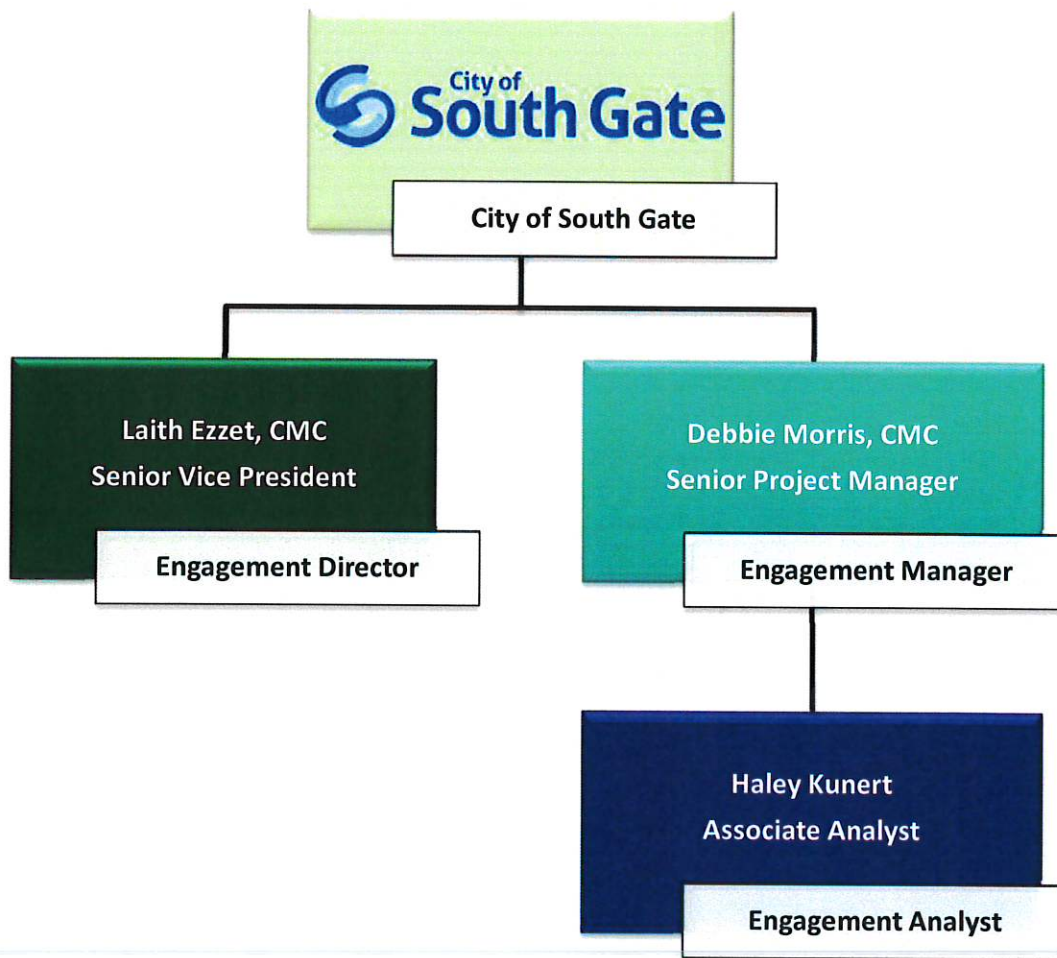 City of
South Gate
City of South Gate
Laith Ezzet, CMC
Senior Vice President
Engagement Director
Debbie Morris, CMC
Senior Project Manager
Engagement Manager
Haley Kunert
Associate Analyst
Engagement Analyst